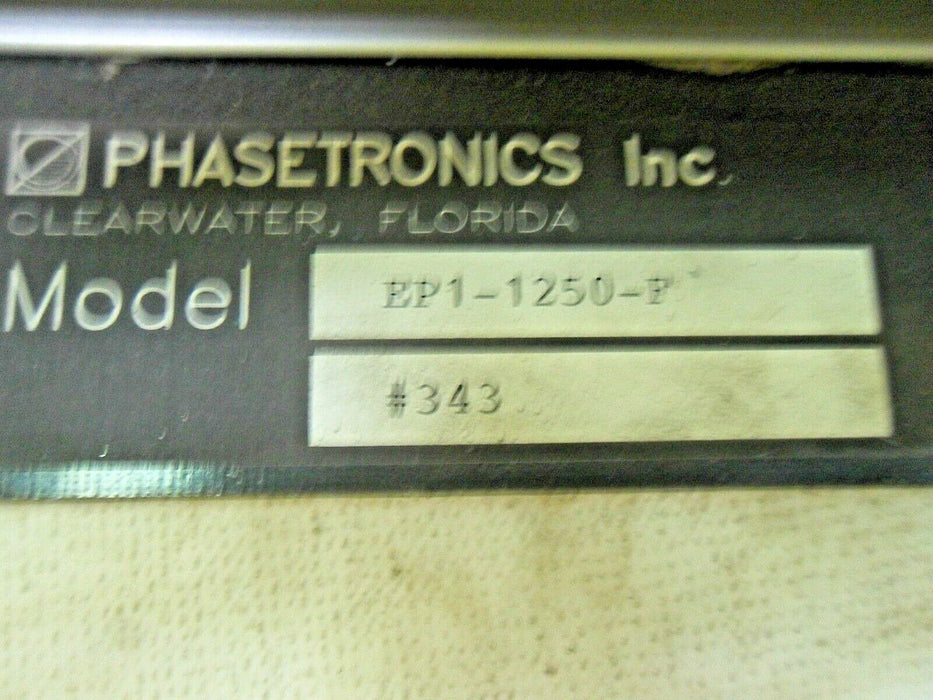 PHASETRONICS Inc.
CLEARWATER, FLORIDA
Model EP1-1250-F
#343